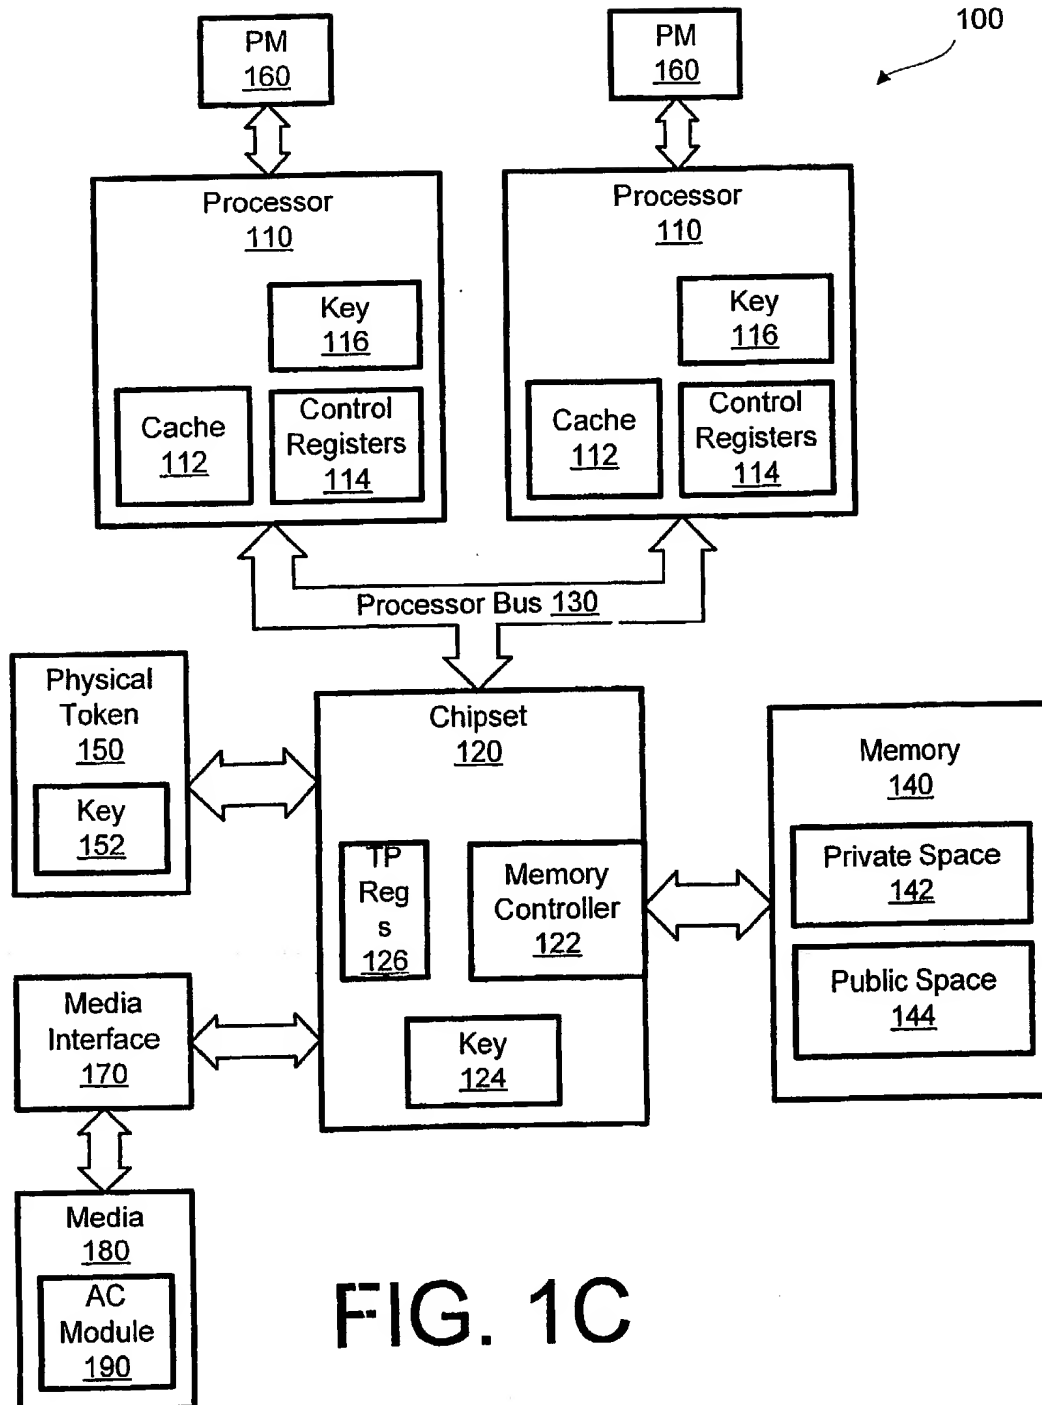 100
PM
160
PM
160
Processor
110
Key
116
Cache
112
Control
Registers
114
Processor
110
Key
116
Cache
112
Control
Registers
114
Processor Bus 130
Physical
Token
150
Key
152
Chipset
120
TP
Reg
s
126
Memory
Controller
122
Key
124
Memory
140
Private Space
142
Public Space
144
Media
Interface
170
Media
180
AC
Module
190
FIG. 1C